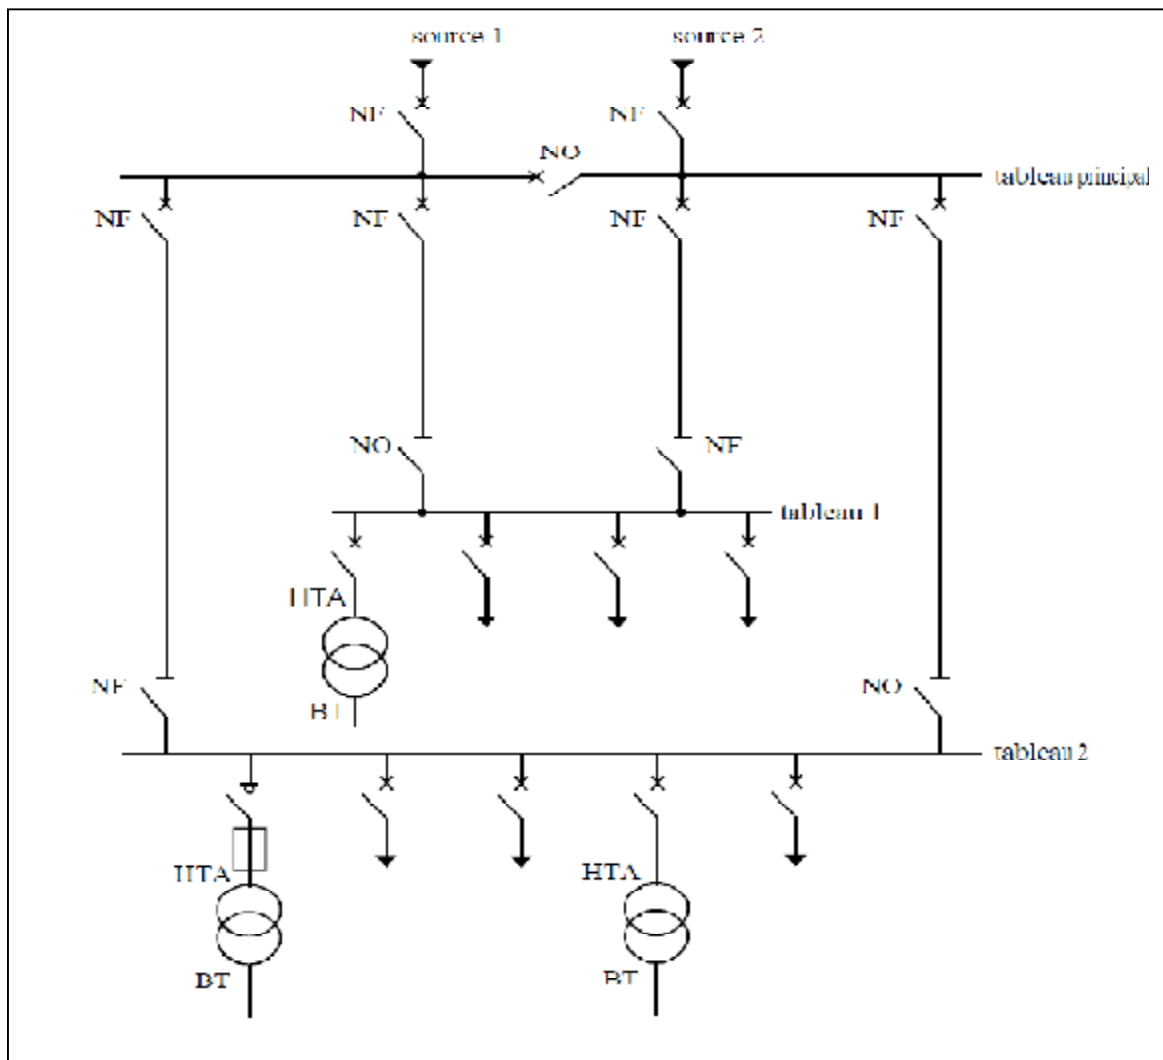 source 1
source 2
NF
NF
NO
tableau principal
NF
NF
NF
NF
NO
NF
tableau 1
HTA
BT
NF
NO
tableau 2
HTA
HTA
BT
BT